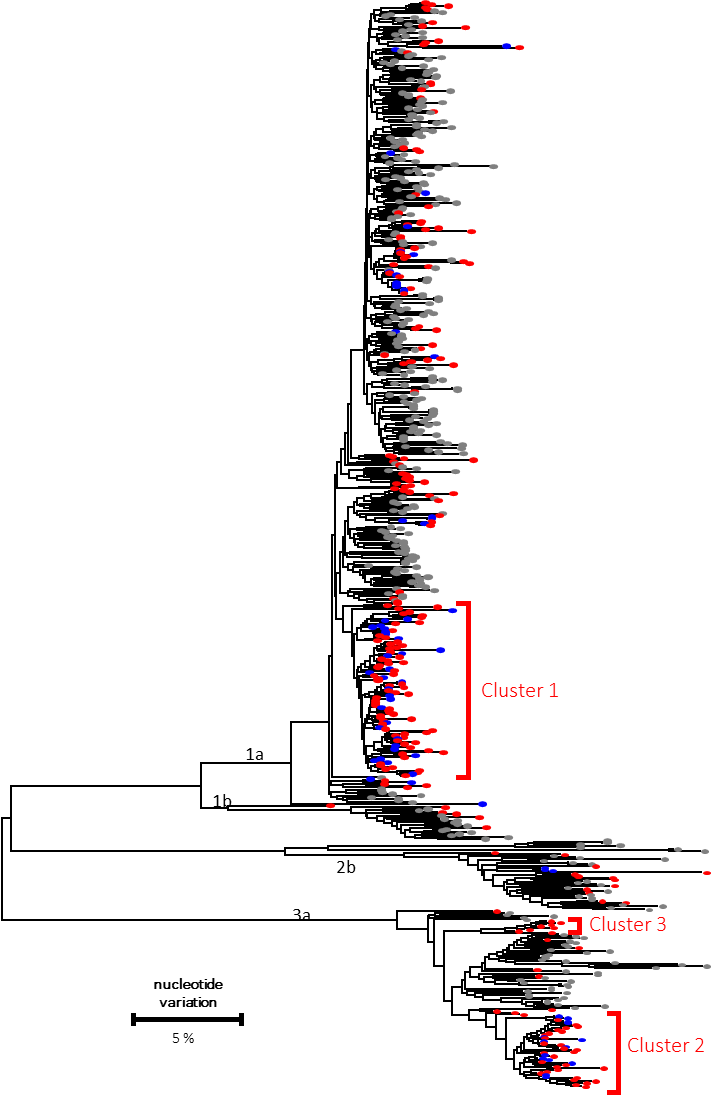 Cluster 1
1a
1b
2b
3a
Cluster 3
nucleotide
variation
5 %
Cluster 2